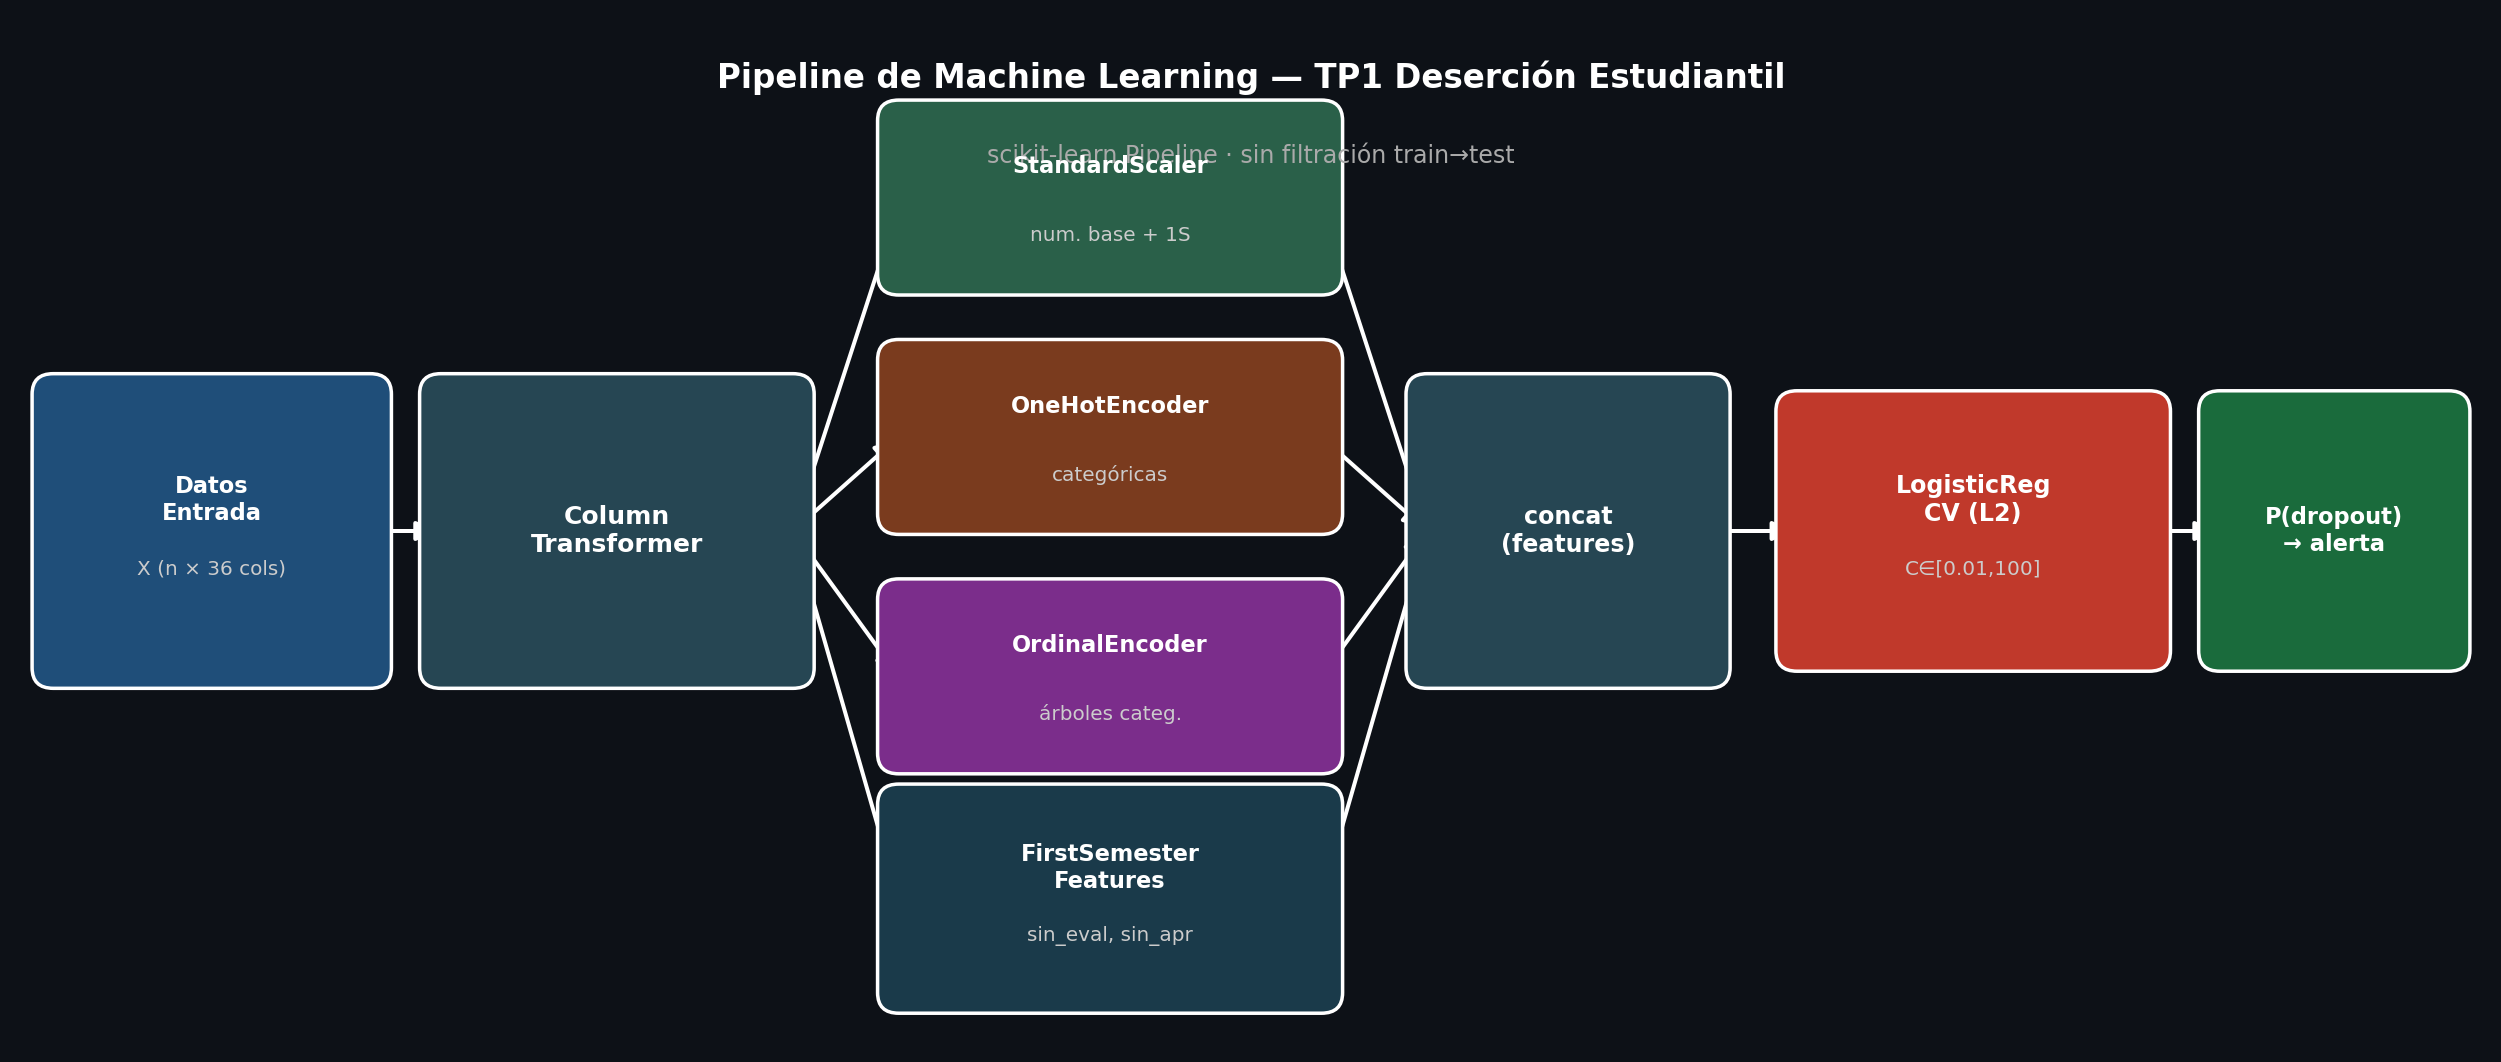 Pipeline de Machine Learning — TP1 Deserción Estudiantil
scikit-learn Pipeline · sin filtración train→test
Datos
Entrada
X (n × 36 cols)
Column
Transformer
StandardScaler
num. base + 1S
OneHotEncoder
categóricas
OrdinalEncoder
árboles categ.
FirstSemester
Features
sin_eval, sin_apr
concat
(features)
LogisticReg
CV (L2)
C∈[0.01,100]
P(dropout)
→ alerta